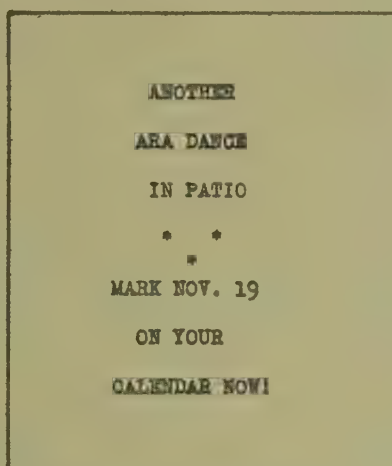 ANOTHER
ARA DANCE
IN PATIO
* *
*
MARK NOV. 19
ON YOUR
CALENDAR NOW!